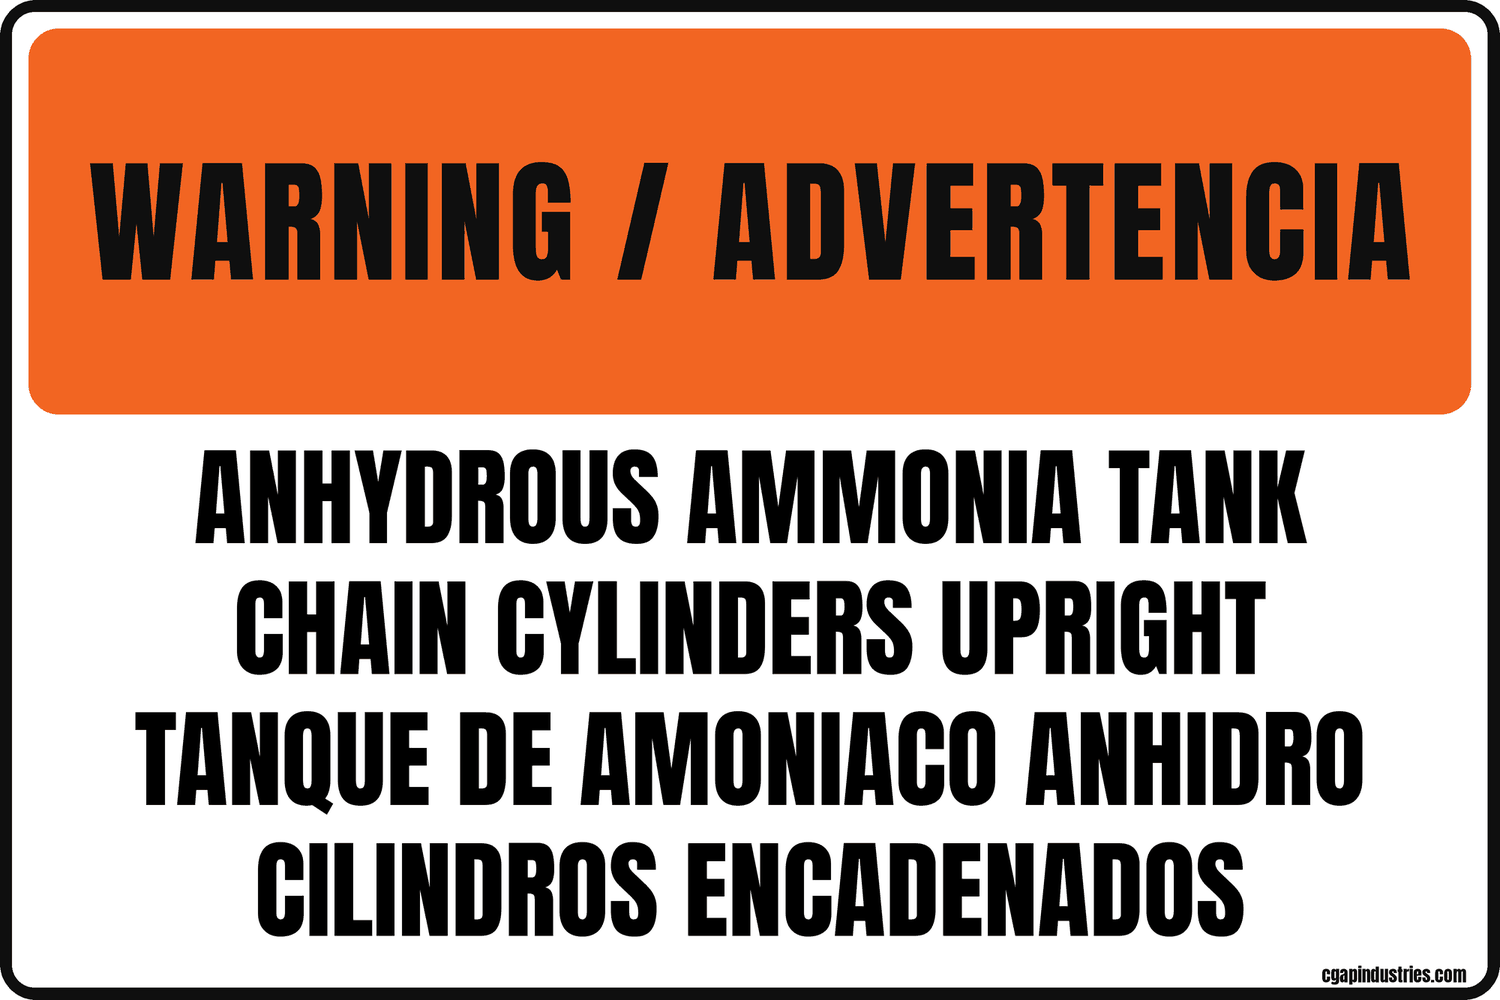 WARNING / ADVERTENCIA
ANHYDROUS AMMONIA TANK
CHAIN CYLINDERS UPRIGHT
TANQUE DE AMONIACO ANHIDRO
CILINDROS ENCADENADOS
cgapindustries.com